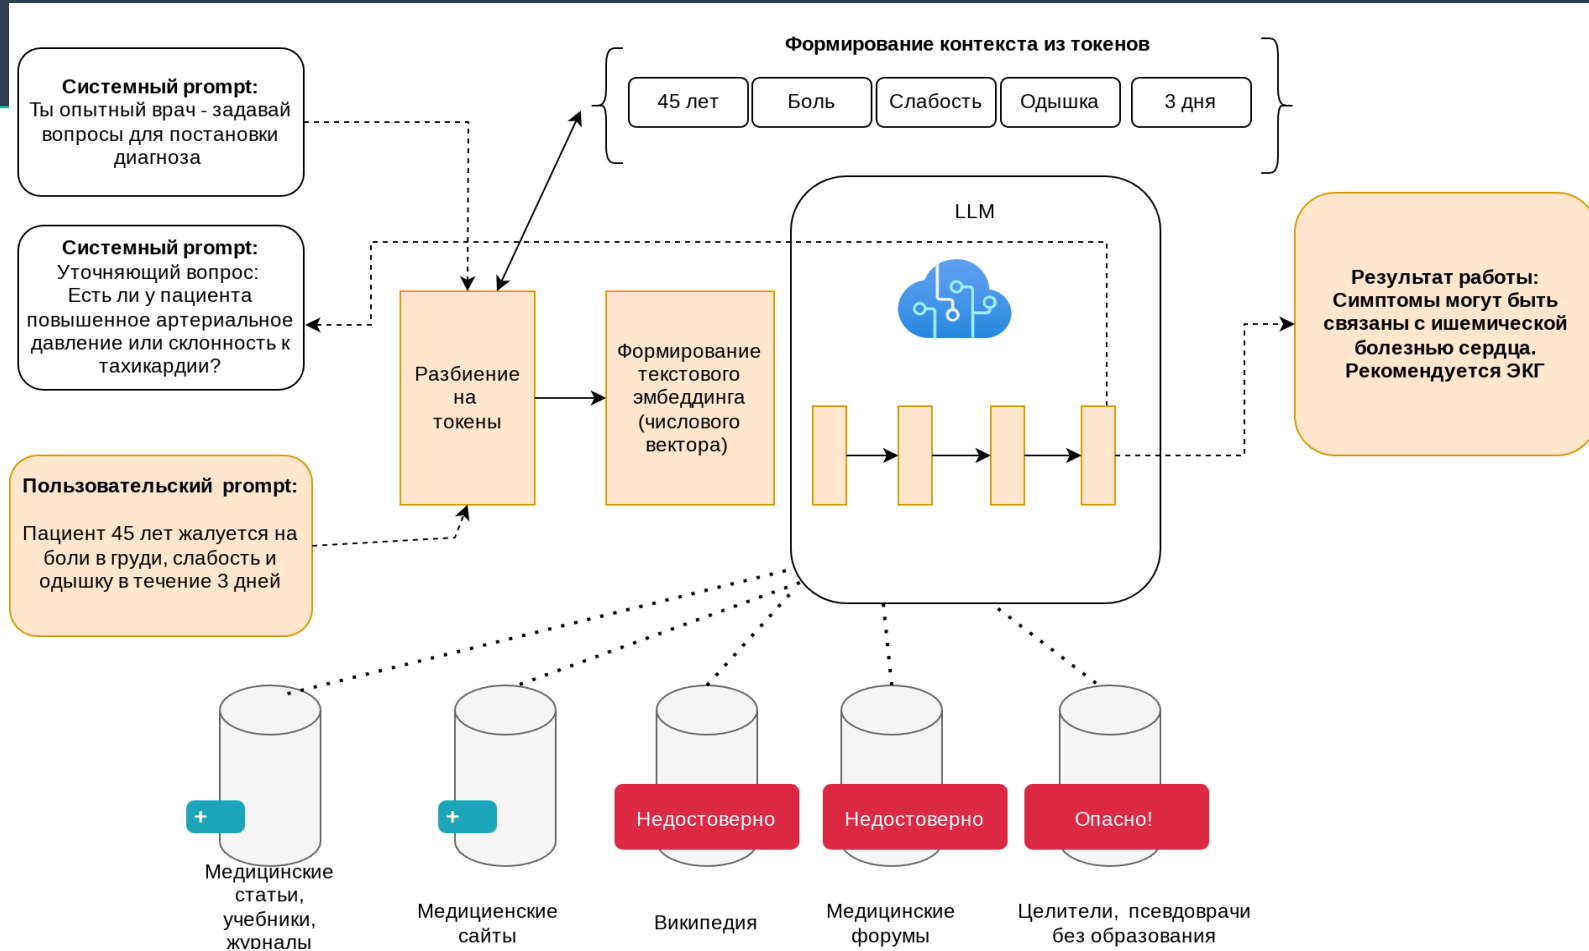 Формирование контекста из токенов
45 лет
Боль
Слабость
Одышка
3 дня
Системный prompt:
Ты опытный врач - задавай
вопросы для постановки
диагноза
Системный prompt:
Уточняющий вопрос:
Есть ли у пациента
повышенное артериальное
давление или склонность к
тахикардии?
Пользовательский prompt:
Пациент 45 лет жалуется на
боли в груди, слабость и
одышку в течение 3 дней
Разбиение
на
токены
Формирование
текстового
эмбеддинга
(числового
вектора)
LLM
Результат работы:
Симптомы могут быть
связаны с ишемической
болезнью сердца.
Рекомендуется ЭКГ
+
+
Недостоверно
Недостоверно
Опасно!
Медицинские
статьи,
учебники,
журналы
Медициенские
сайты
Википедия
Медицинские
форумы
Целители, псевдоврачи
без образования